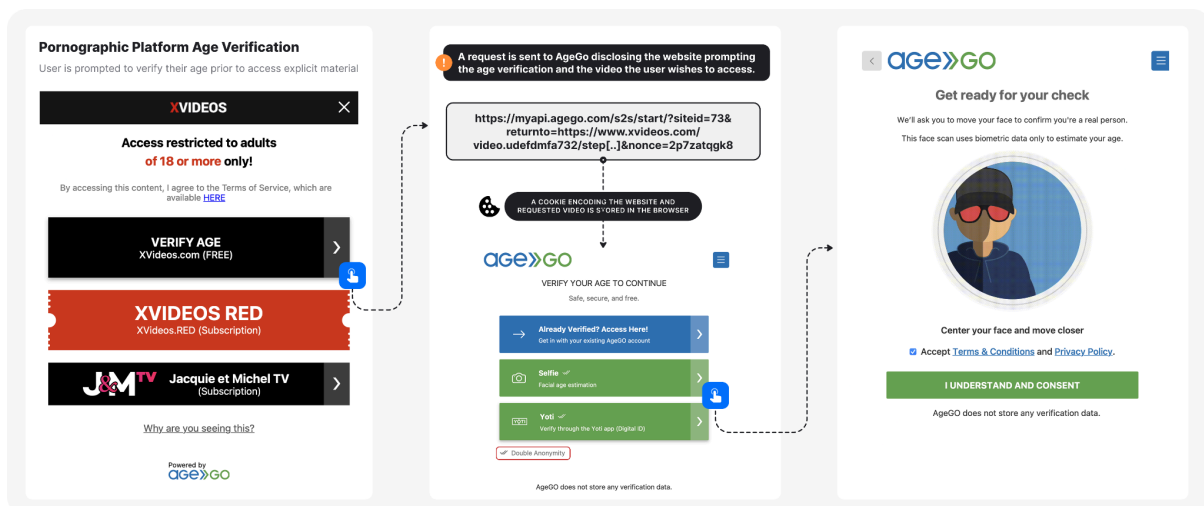 Pornographic Platform Age Verification
User is prompted to verify their age prior to access explicit material
XVIDEOS
Access restricted to adults
of 18 or more only!
By accessing this content, I agree to the Terms of Service, which are
available HERE
VERIFY AGE
XVideos.com (FREE)
XVIDEOS RED
XVideos.RED (Subscription)
J&M TV
Jacquie et Michel TV
(Subscription)
Why are you seeing this?
Powered by
age»GO
! A request is sent to AgeGo disclosing the website prompting
the age verification and the video the user wishes to access.
https://myapi.agego.com/s2s/start/?siteid=73&
returnto=https://www.xvideos.com/
video.udefdmfa732/step[..]&nonce=2p7zatqgk8
A COOKIE ENCODING THE WEBSITE AND
REQUESTED VIDEO IS STORED IN THE BROWSER
age»GO
VERIFY YOUR AGE TO CONTINUE
Safe, secure, and free.
Already Verified? Access Here!
Get in with your existing AgeGO account
Selfie
Facial age estimation
YOTI
Yoti
Verify through the Yoti app (Digital ID)
Double Anonymity
AgeGO does not store any verification data.
age»GO
Get ready for your check
We'll ask you to move your face to confirm you're a real person.
This face scan uses biometric data only to estimate your age.
Center your face and move closer
Accept Terms & Conditions and Privacy Policy.
I UNDERSTAND AND CONSENT
AgeGO does not store any verification data.